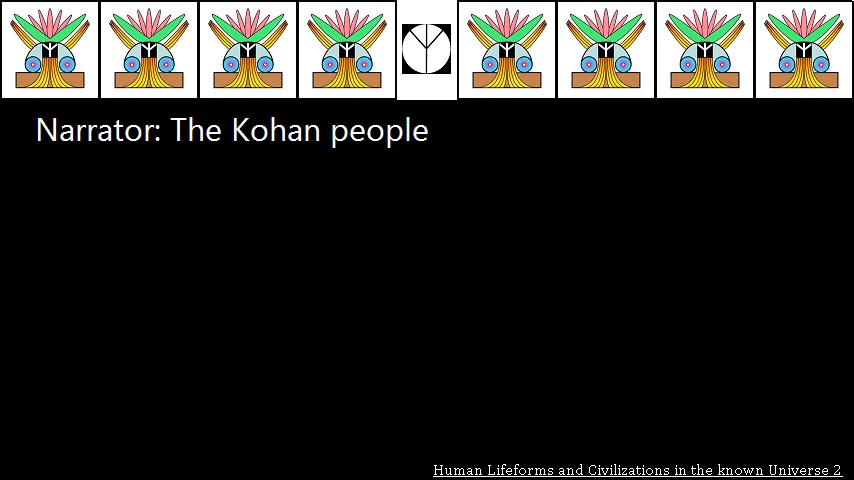 Narrator: The Kohan people
Human Lifeforms and Civilizations in the known Universe 2